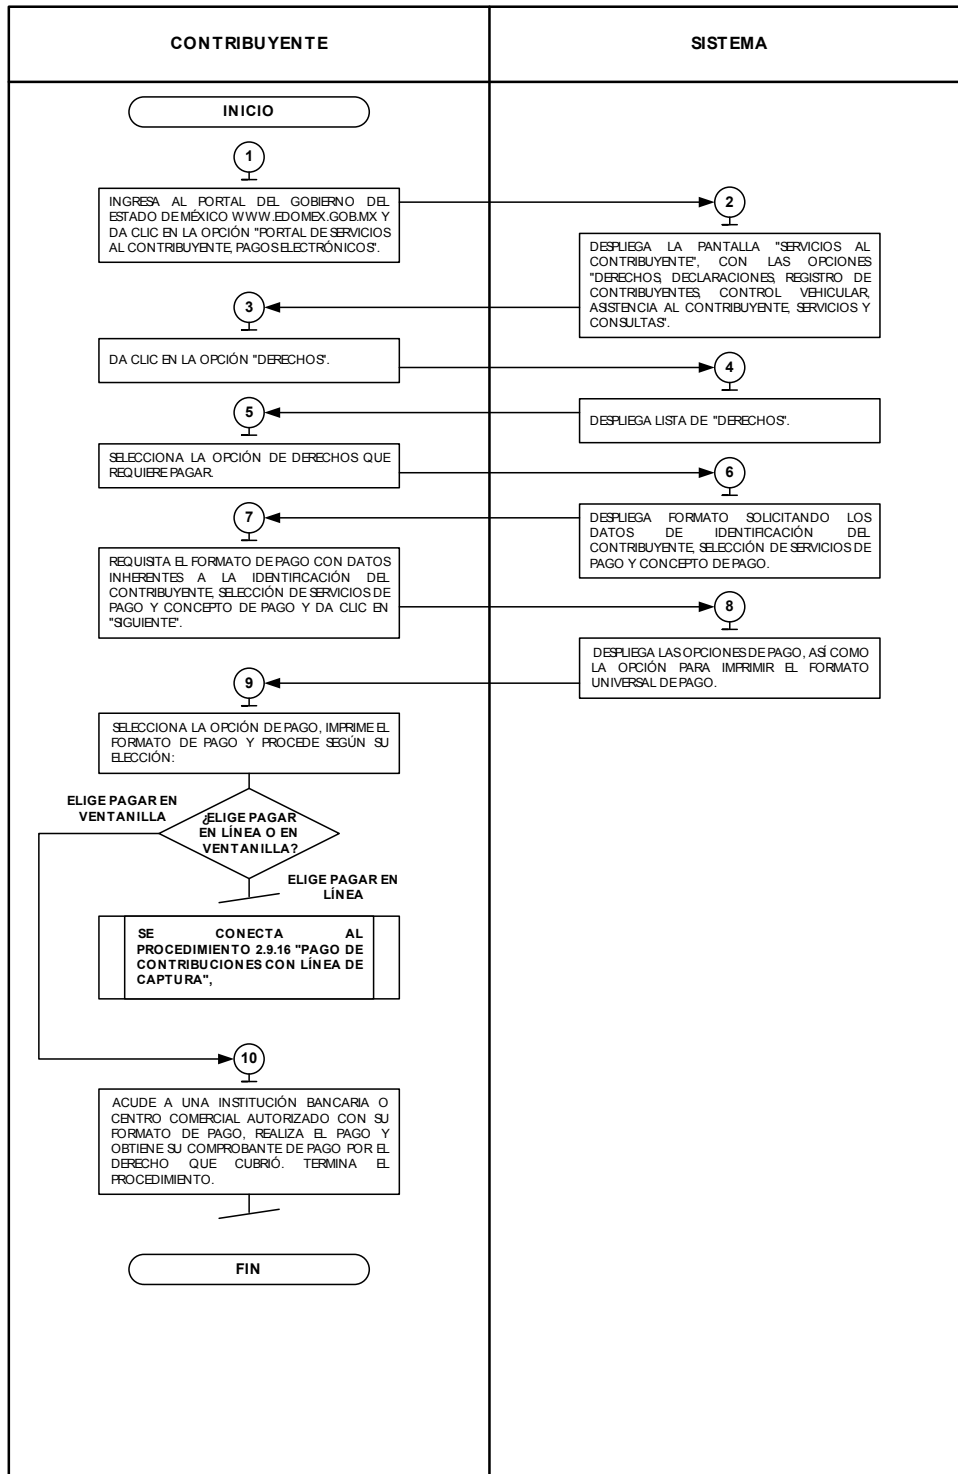 CONTRIBUYENTE
SISTEMA
INICIO
1
INGRESA AL PORTAL DEL GOBIERNO DEL
ESTADO DE MÉXICO WWW.EDOMEX.GOB.MX Y
DA CLIC EN LA OPCIÓN "PORTAL DE SERVICIOS
AL CONTRIBUYENTE, PAGOS ELECTRÓNICOS".
2
DESPLIEGA LA PANTALLA "SERVICIOS AL
CONTRIBUYENTE", CON LAS OPCIONES
"DERECHOS, DECLARACIONES, REGISTRO DE
CONTRIBUYENTES, CONTROL VEHICULAR,
ASISTENCIA AL CONTRIBUYENTE, SERVICIOS Y
CONSULTAS".
3
DA CLIC EN LA OPCIÓN "DERECHOS".
4
DESPLIEGA LISTA DE "DERECHOS".
5
SELECCIONA LA OPCIÓN DE DERECHOS QUE
REQUIERE PAGAR.
6
DESPLIEGA FORMATO SOLICITANDO LOS
DATOS DE IDENTIFICACIÓN DEL
CONTRIBUYENTE, SELECCIÓN DE SERVICIOS DE
PAGO Y CONCEPTO DE PAGO.
7
REQUISITA EL FORMATO DE PAGO CON DATOS
INHERENTES A LA IDENTIFICACIÓN DEL
CONTRIBUYENTE, SELECCIÓN DE SERVICIOS DE
PAGO Y CONCEPTO DE PAGO Y DA CLIC EN
"SIGUIENTE".
8
DESPLIEGA LAS OPCIONES DE PAGO, ASÍ COMO
LA OPCIÓN PARA IMPRIMIR EL FORMATO
UNIVERSAL DE PAGO.
9
SELECCIONA LA OPCIÓN DE PAGO, IMPRIME EL
FORMATO DE PAGO Y PROCEDE SEGÚN SU
ELECCIÓN:
ELIGE PAGAR EN
VENTANILLA
¿ELIGE PAGAR
EN LÍNEA O EN
VENTANILLA?
ELIGE PAGAR EN
LÍNEA
SE CONECTA AL
PROCEDIMIENTO 2.9.16 "PAGO DE
CONTRIBUCIONES CON LÍNEA DE
CAPTURA",
10
ACUDE A UNA INSTITUCIÓN BANCARIA O
CENTRO COMERCIAL AUTORIZADO CON SU
FORMATO DE PAGO, REALIZA EL PAGO Y
OBTIENE SU COMPROBANTE DE PAGO POR EL
DERECHO QUE CUBRIÓ. TERMINA EL
PROCEDIMIENTO.
FIN